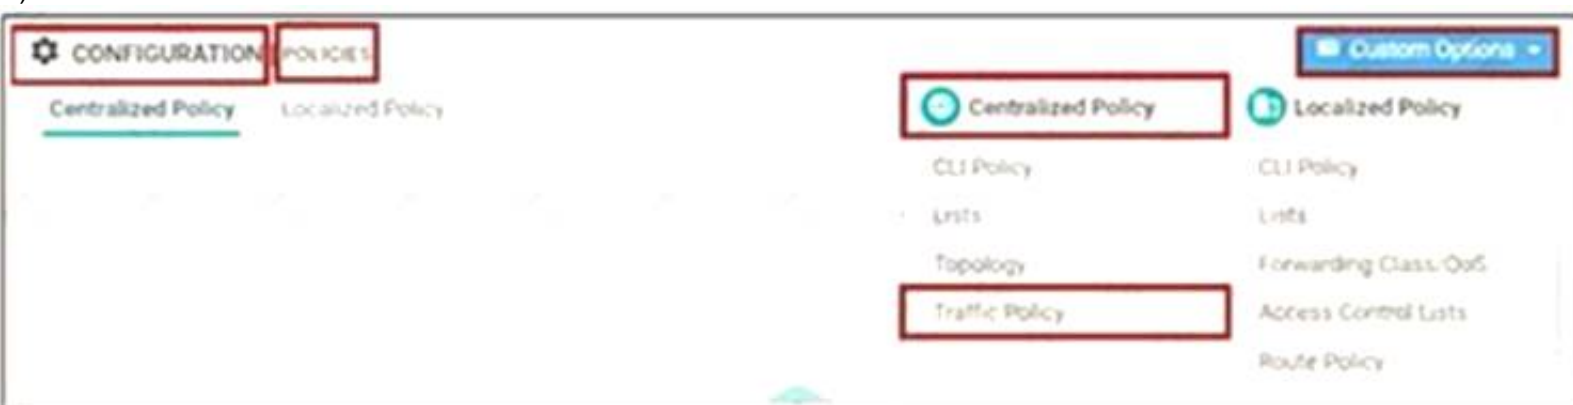 CONFIGURATION POLICIES
Custom Options
Centralized Policy Localized Policy
Centralized Policy
CLI Policy
Lists
Topology
Traffic Policy
Localized Policy
CLI Policy
Lists
Forwarding Class/QoS
Access Control Lists
Route Policy